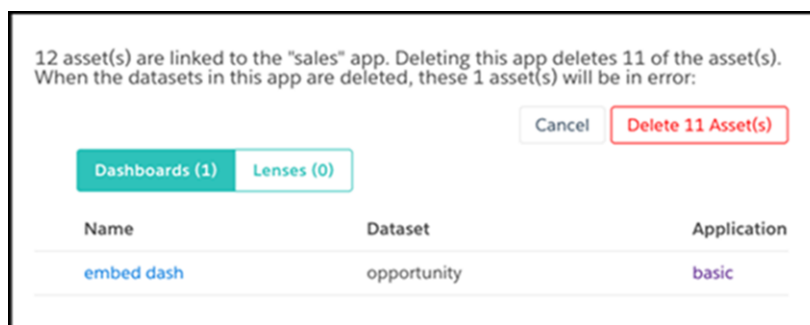 12 asset(s) are linked to the "sales" app. Deleting this app deletes 11 of the asset(s).
When the datasets in this app are deleted, these 1 asset(s) will be in error:
Cancel Delete 11 Asset(s)
Dashboards (1) Lenses (0)
Name Dataset Application
embed dash opportunity basic